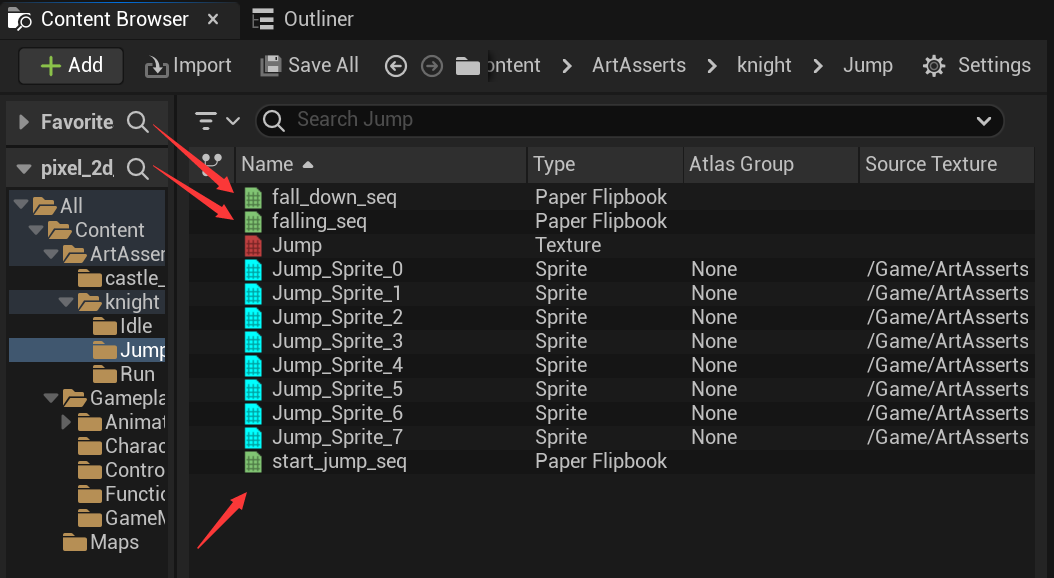 Content Browser × Outliner
Add Import Save All ontent > ArtAsserts > knight > Jump Settings
Favorite
Search Jump
pixel_2d
Name Type Atlas Group Source Texture
fall_down_seq Paper Flipbook
falling_seq Paper Flipbook
Jump Texture
Jump_Sprite_0 Sprite None /Game/ArtAsserts
Jump_Sprite_1 Sprite None /Game/ArtAsserts
Jump_Sprite_2 Sprite None /Game/ArtAsserts
Jump_Sprite_3 Sprite None /Game/ArtAsserts
Jump_Sprite_4 Sprite None /Game/ArtAsserts
Jump_Sprite_5 Sprite None /Game/ArtAsserts
Jump_Sprite_6 Sprite None /Game/ArtAsserts
Jump_Sprite_7 Sprite None /Game/ArtAsserts
start_jump_seq Paper Flipbook
All
Content
ArtAsser
castle_
knight
Idle
Jump
Run
Gamepla
Animat
Charac
Contro
Functio
GameM
Maps